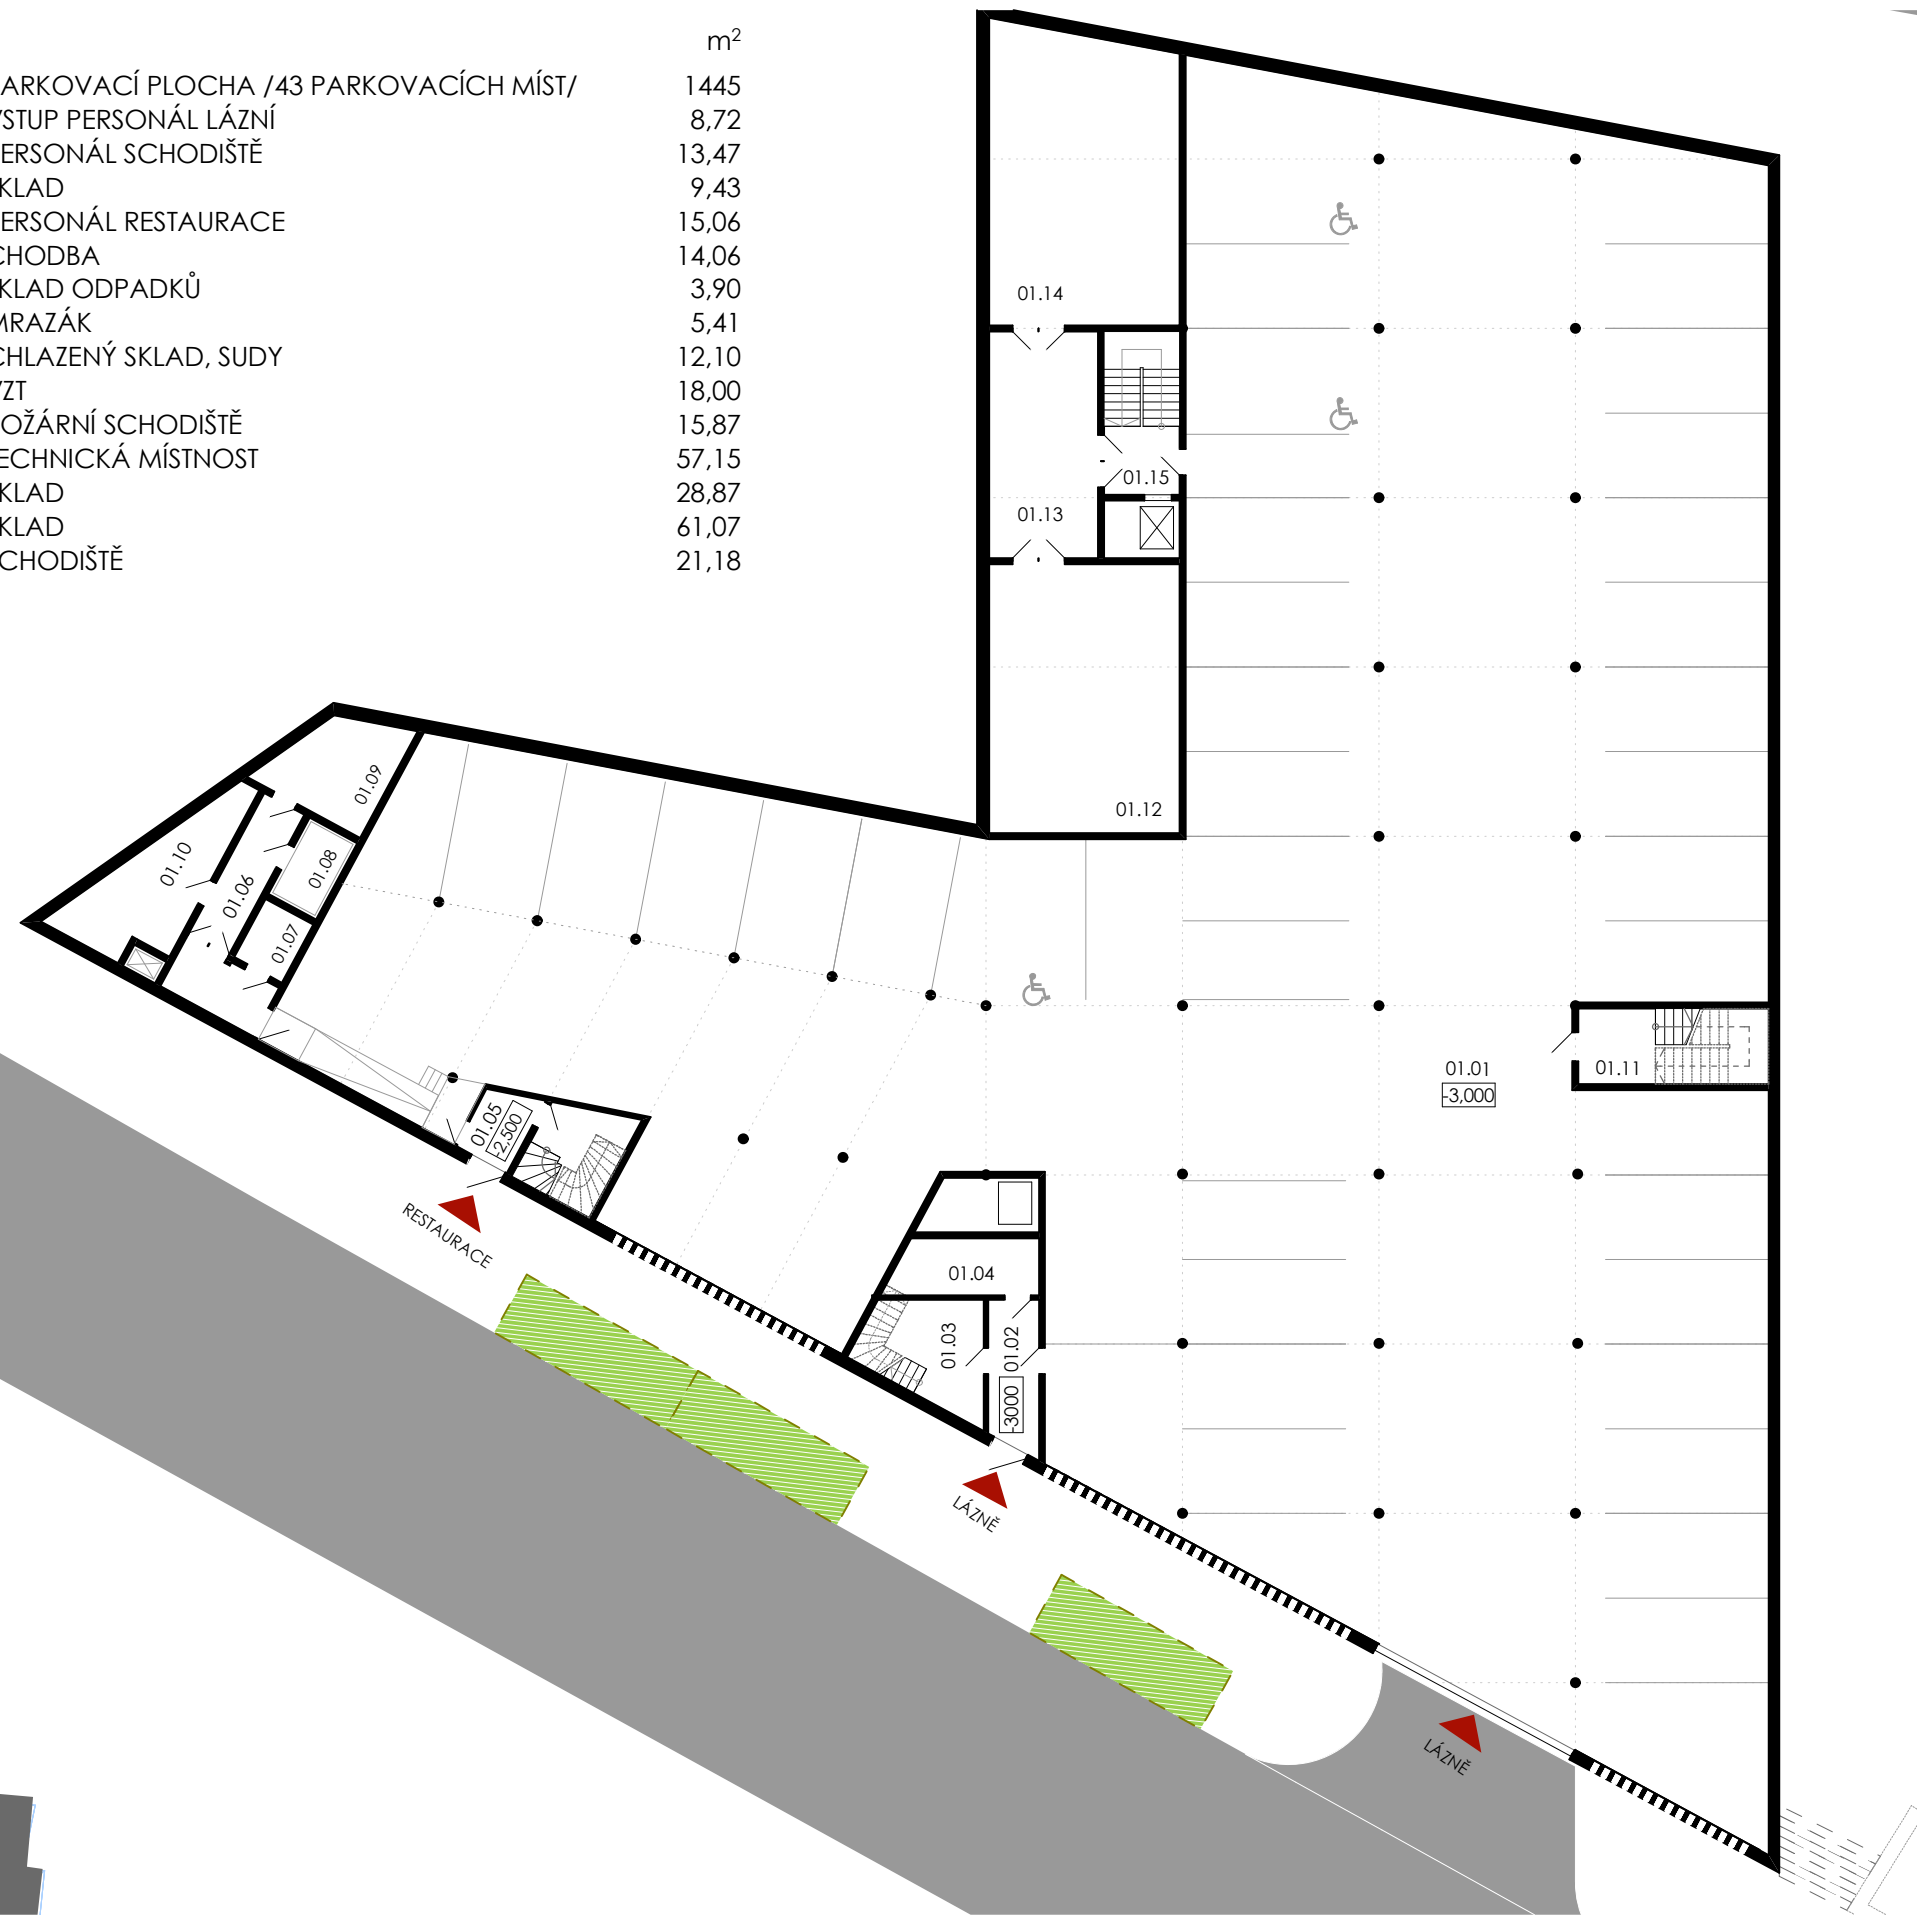 m²
ARKOVACÍ PLOCHA /43 PARKOVACÍCH MÍST/ 1445
STUP PERSONÁL LÁZNÍ 8,72
ERSONÁL SCHODIŠTĚ 13,47
KLAD 9,43
ERSONÁL RESTAURACE 15,06
CHODBA 14,06
KLAD ODPADKŮ 3,90
MRAZÁK 5,41
CHLAZENÝ SKLAD, SUDY 12,10
VZT 18,00
OŽÁRNÍ SCHODIŠTĚ 15,87
ECHNICKÁ MÍSTNOST 57,15
KLAD 28,87
KLAD 61,07
CHODIŠTĚ 21,18
01.14
01.15
01.13
01.12
01.09
01.10
01.08
01.06
01.07
01.01
-3,000
01.11
01.05
-2,500
RESTAURACE
01.04
01.03
01.02
-3000
LÁZNĚ
LÁZNĚ